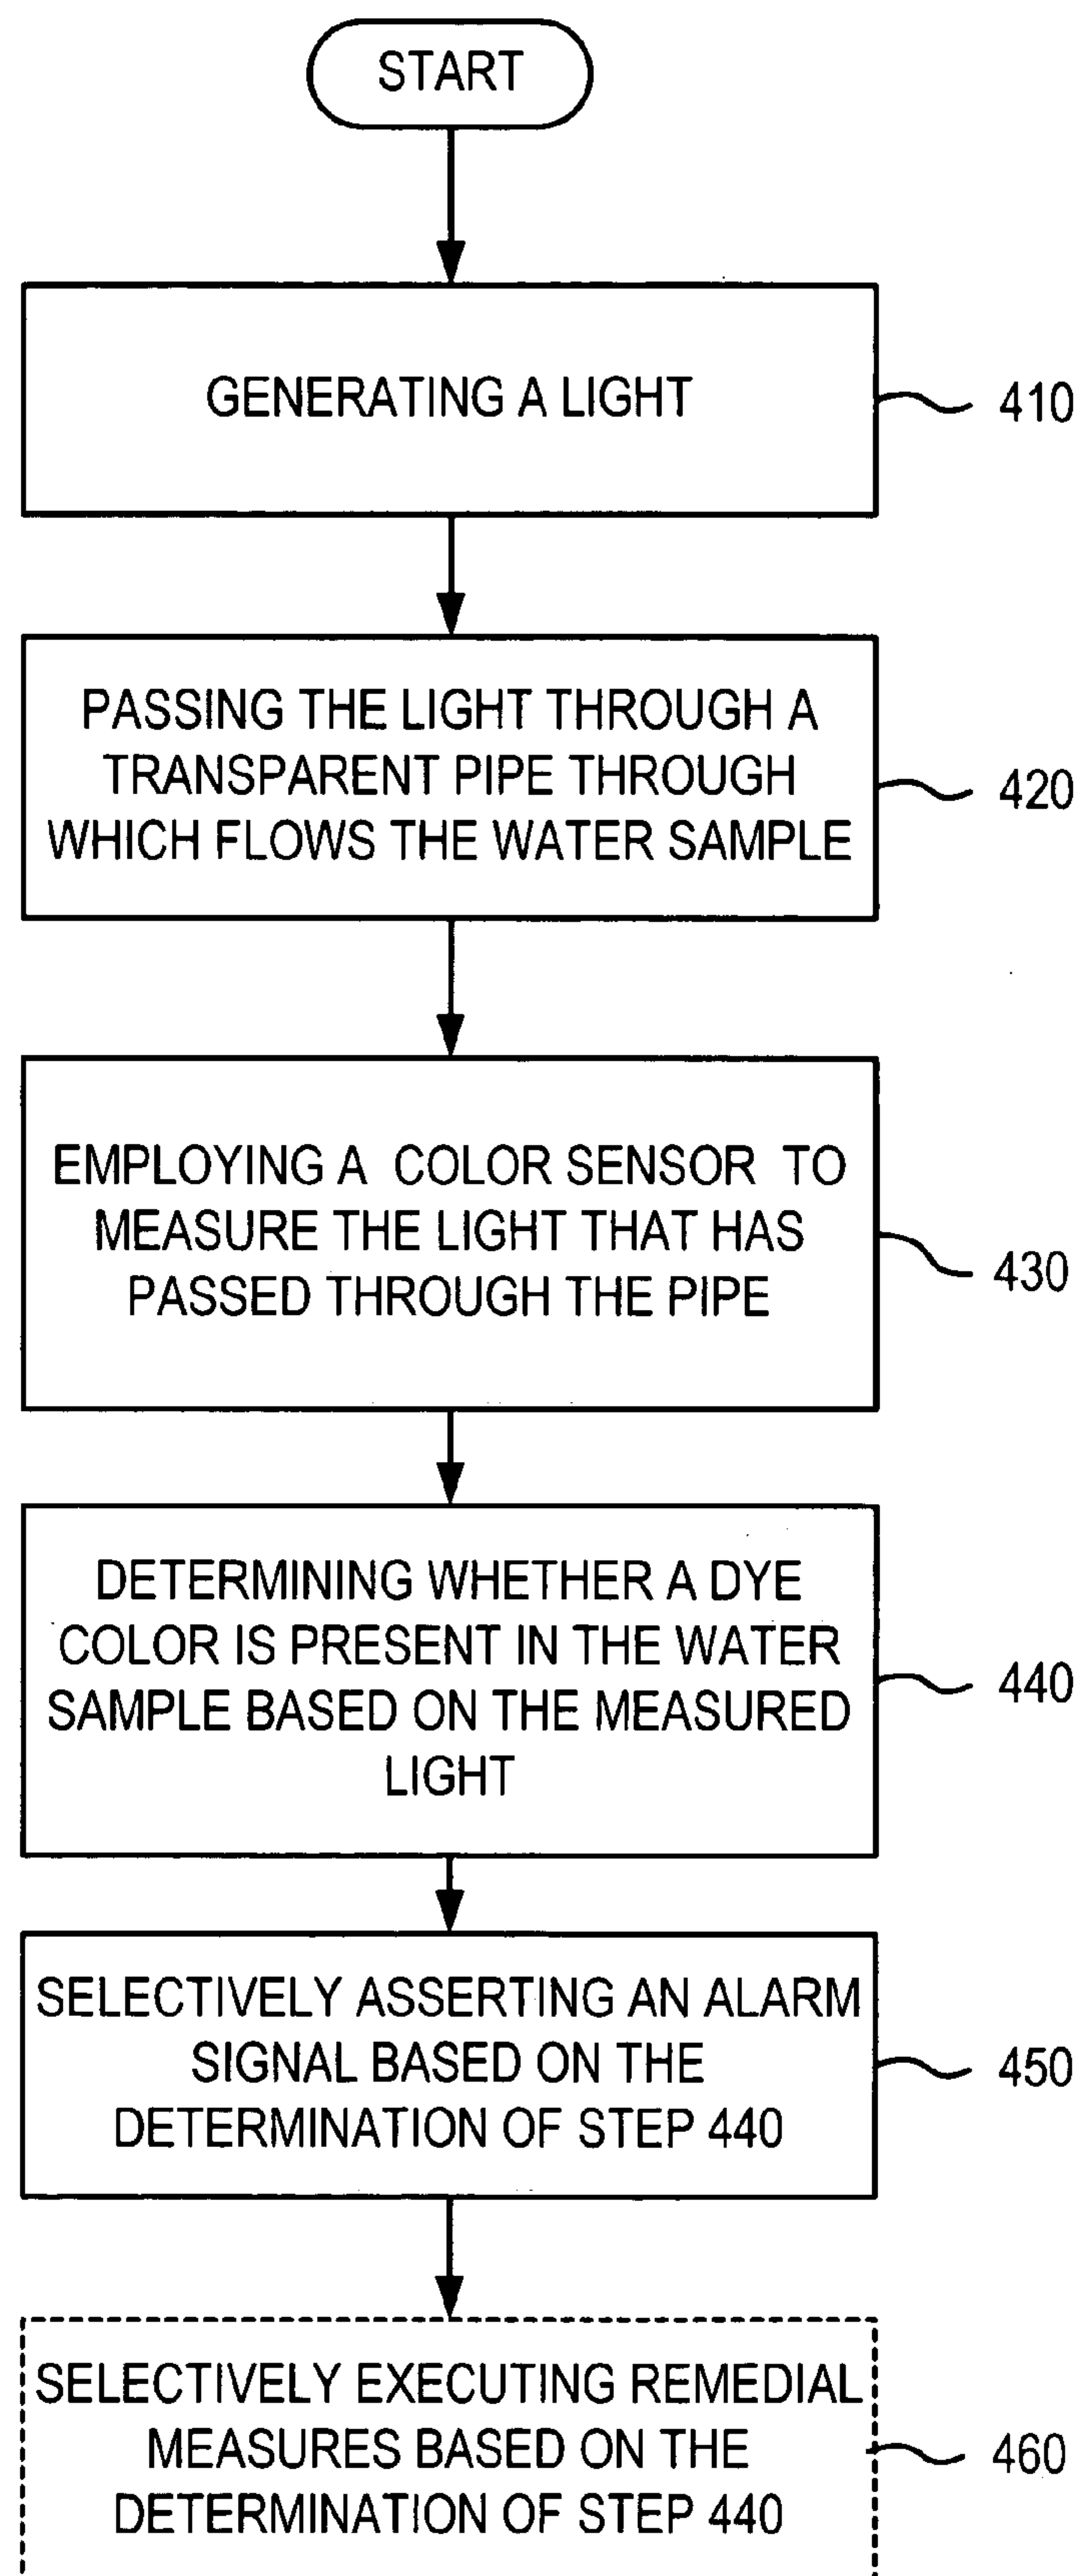 START
GENERATING A LIGHT
410
PASSING THE LIGHT THROUGH A
TRANSPARENT PIPE THROUGH
WHICH FLOWS THE WATER SAMPLE
420
EMPLOYING A COLOR SENSOR TO
MEASURE THE LIGHT THAT HAS
PASSED THROUGH THE PIPE
430
DETERMINING WHETHER A DYE
COLOR IS PRESENT IN THE WATER
SAMPLE BASED ON THE MEASURED
LIGHT
440
SELECTIVELY ASSERTING AN ALARM
SIGNAL BASED ON THE
DETERMINATION OF STEP 440
450
SELECTIVELY EXECUTING REMEDIAL
MEASURES BASED ON THE
DETERMINATION OF STEP 440
460